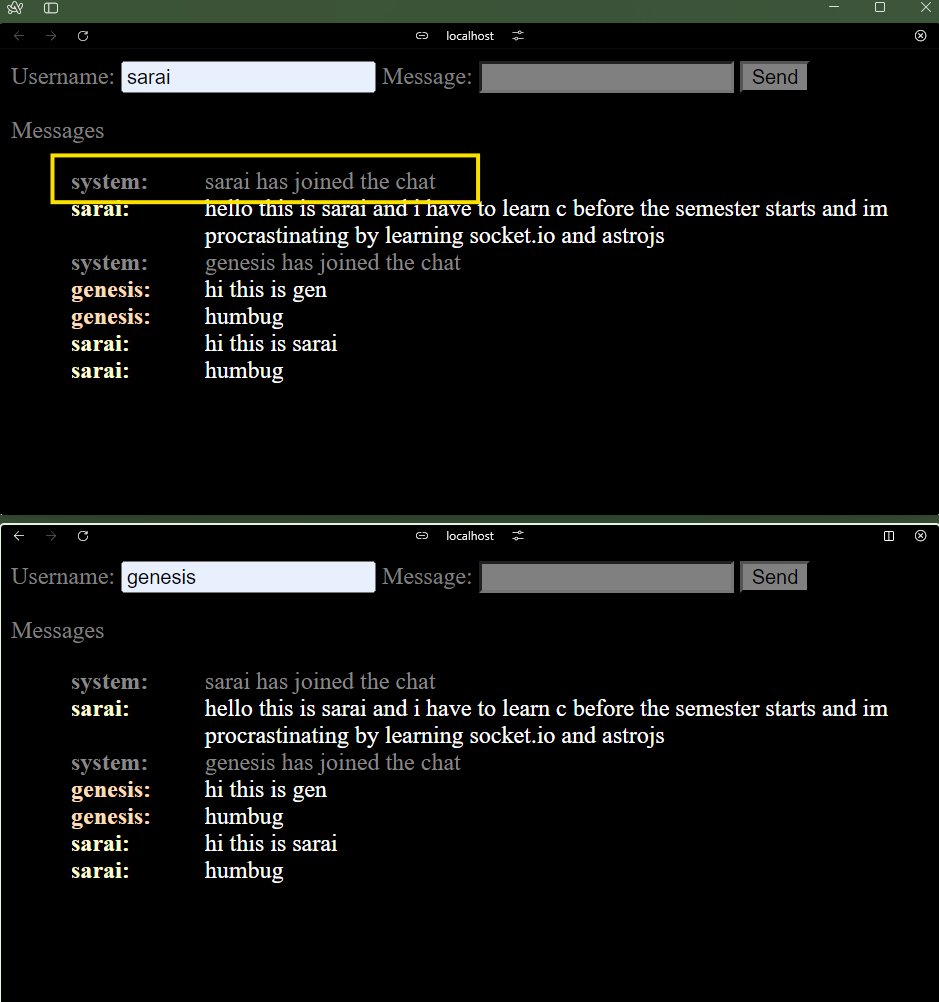 localhost
Username: sarai Message: Send
Messages
system: sarai has joined the chat
sarai: hello this is sarai and i have to learn c before the semester starts and im
procrastinating by learning socket.io and astrojs
system: genesis has joined the chat
genesis: hi this is gen
genesis: humbug
sarai: hi this is sarai
sarai: humbug
localhost
Username: genesis Message: Send
Messages
system: sarai has joined the chat
sarai: hello this is sarai and i have to learn c before the semester starts and im
procrastinating by learning socket.io and astrojs
system: genesis has joined the chat
genesis: hi this is gen
genesis: humbug
sarai: hi this is sarai
sarai: humbug